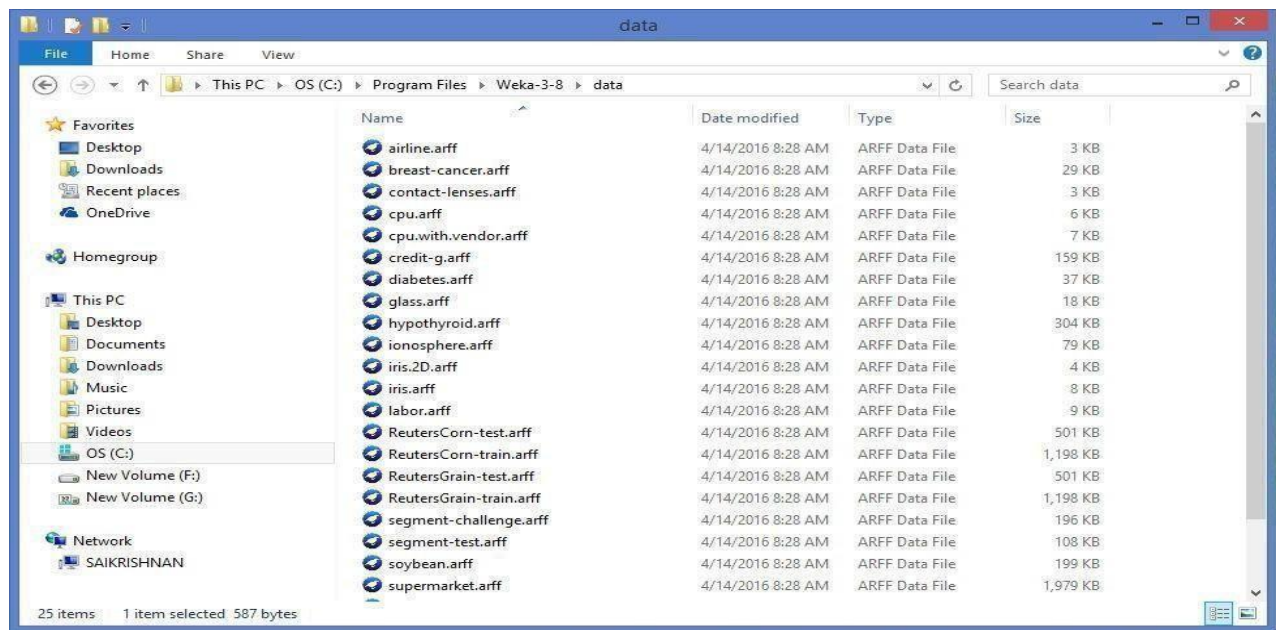 data
File Home Share View
This PC OS (C:) Program Files Weka-3-8 data Search data
Favorites
Desktop
Downloads
Recent places
OneDrive
Homegroup
This PC
Desktop
Documents
Downloads
Music
Pictures
Videos
OS (C:)
New Volume (F:)
New Volume (G:)
Network
SAIKRISHNAN
Name Date modified Type Size
airline.arff 4/14/2016 8:28 AM ARFF Data File 3 KB
breast-cancer.arff 4/14/2016 8:28 AM ARFF Data File 29 KB
contact-lenses.arff 4/14/2016 8:28 AM ARFF Data File 3 KB
cpu.arff 4/14/2016 8:28 AM ARFF Data File 6 KB
cpu.with.vendor.arff 4/14/2016 8:28 AM ARFF Data File 7 KB
credit-g.arff 4/14/2016 8:28 AM ARFF Data File 159 KB
diabetes.arff 4/14/2016 8:28 AM ARFF Data File 37 KB
glass.arff 4/14/2016 8:28 AM ARFF Data File 18 KB
hypothyroid.arff 4/14/2016 8:28 AM ARFF Data File 304 KB
ionosphere.arff 4/14/2016 8:28 AM ARFF Data File 79 KB
iris.2D.arff 4/14/2016 8:28 AM ARFF Data File 4 KB
iris.arff 4/14/2016 8:28 AM ARFF Data File 8 KB
labor.arff 4/14/2016 8:28 AM ARFF Data File 9 KB
ReutersCorn-test.arff 4/14/2016 8:28 AM ARFF Data File 501 KB
ReutersCorn-train.arff 4/14/2016 8:28 AM ARFF Data File 1,198 KB
ReutersGrain-test.arff 4/14/2016 8:28 AM ARFF Data File 501 KB
ReutersGrain-train.arff 4/14/2016 8:28 AM ARFF Data File 1,198 KB
segment-challenge.arff 4/14/2016 8:28 AM ARFF Data File 196 KB
segment-test.arff 4/14/2016 8:28 AM ARFF Data File 108 KB
soybean.arff 4/14/2016 8:28 AM ARFF Data File 199 KB
supermarket.arff 4/14/2016 8:28 AM ARFF Data File 1,979 KB
25 items 1 item selected 587 bytes